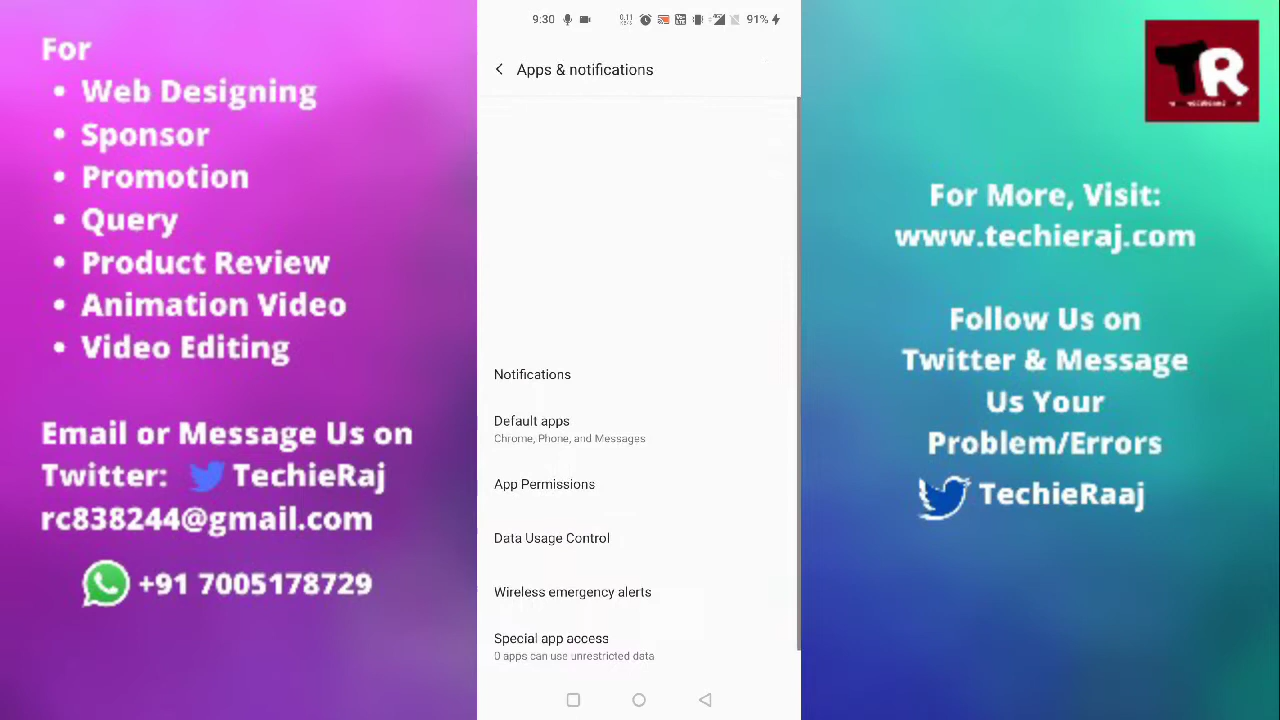 For
• Web Designing
• Sponsor
• Promotion
• Query
• Product Review
• Animation Video
• Video Editing
Email or Message Us on
Twitter: TechieRaj
rc838244@gmail.com
+91 7005178729
9:30
0.11
91%
Apps & notifications
Notifications
Default apps
Chrome, Phone, and Messages
App Permissions
Data Usage Control
Wireless emergency alerts
Special app access
0 apps can use unrestricted data
TR
For More, Visit:
www.techieraj.com
Follow Us on
Twitter & Message
Us Your
Problem/Errors
TechieRaaj